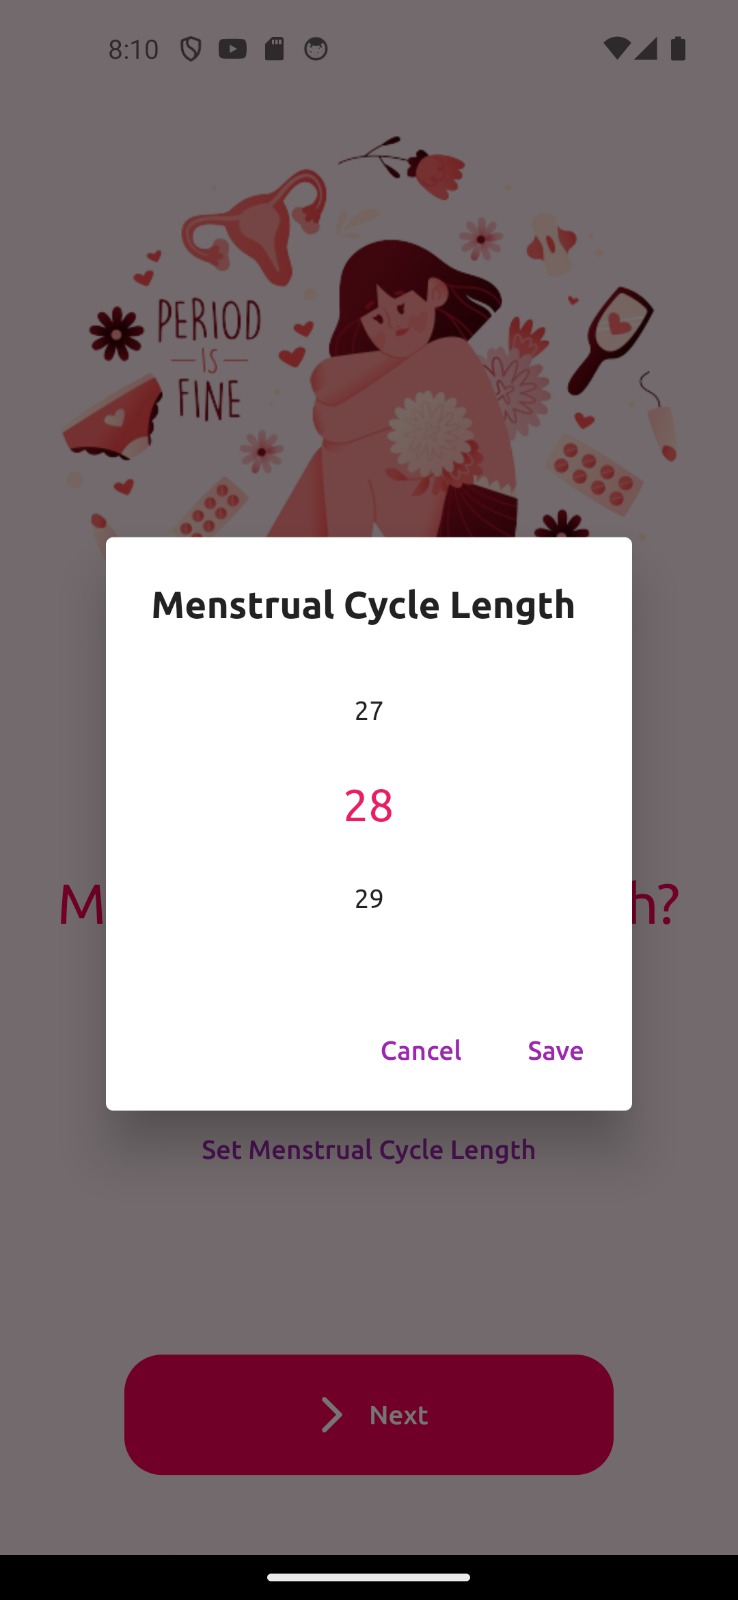 8:10
PERIOD
IS
FINE
Menstrual Cycle Length
27
28
29
M h?
Cancel Save
Set Menstrual Cycle Length
Next